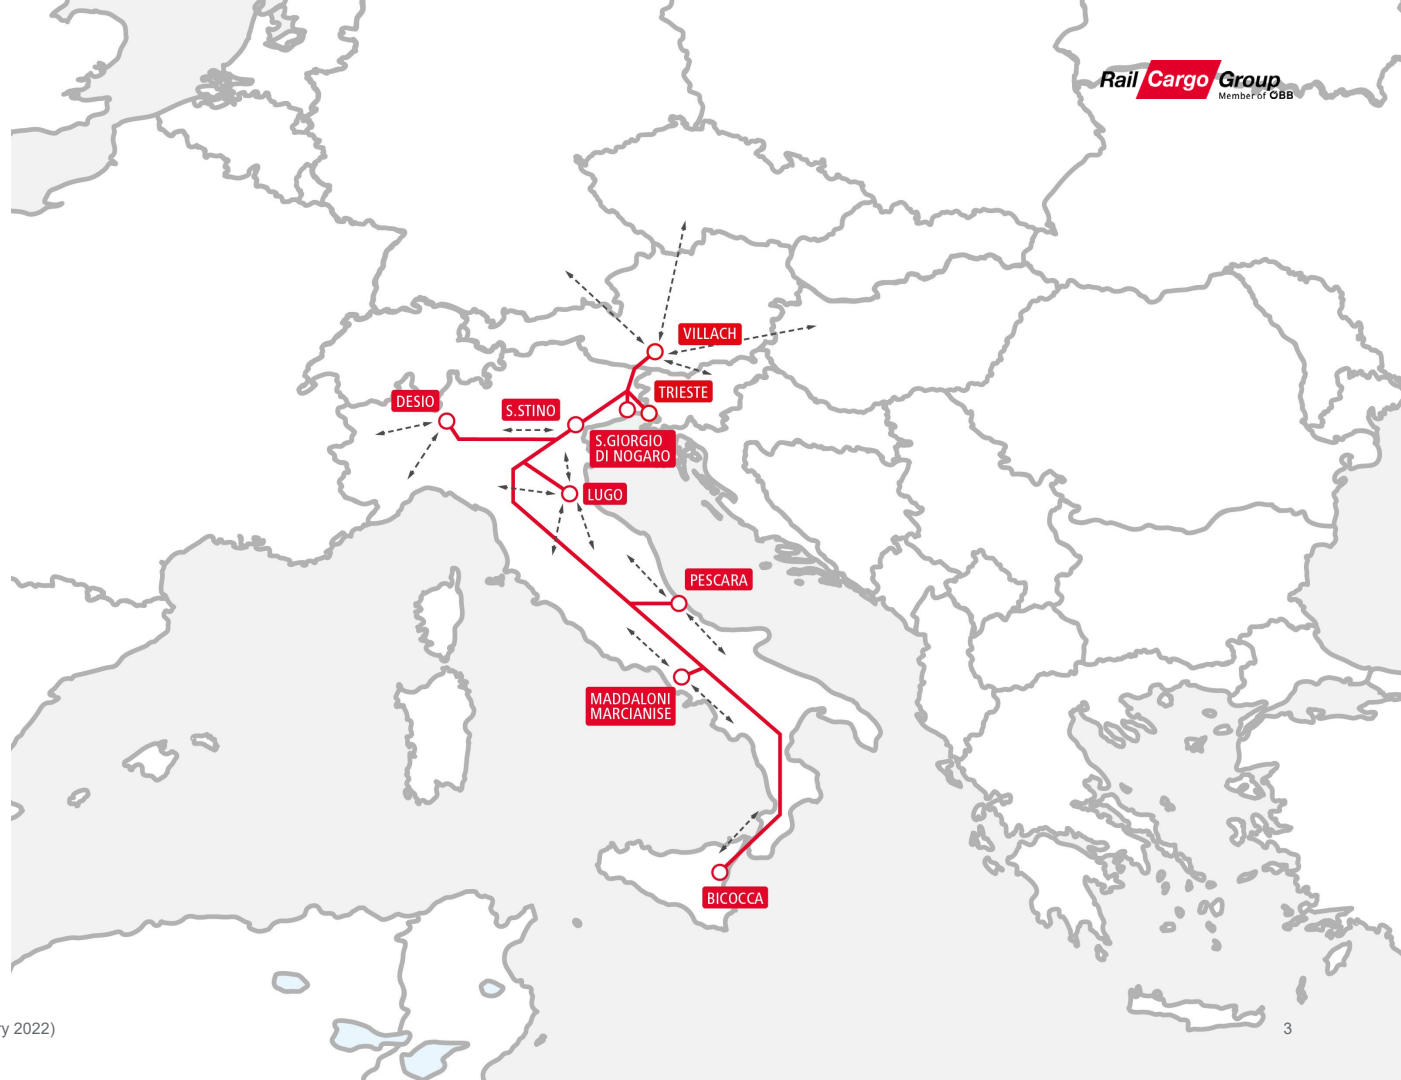 Rail Cargo Group
Member of ÖBB
VILLACH
TRIESTE
DESIO
S.STINO
S.GIORGIO
DI NOGARO
LUGO
PESCARA
MADDALONI
MARCIANISE
BICOCCA
ry 2022)
3